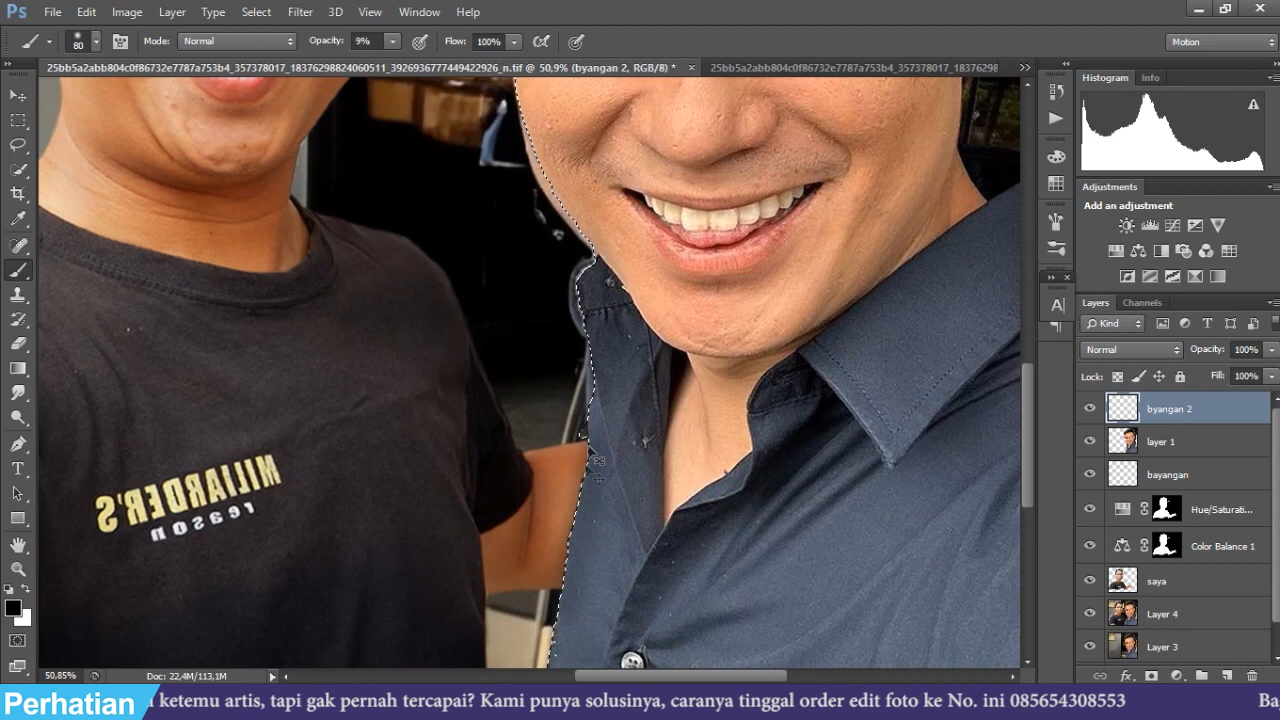 Ps File Edit Image Layer Type Select Filter 3D View Window Help
80 Mode: Normal Opacity: 9% Flow: 100% Motion
25bb5a2abb804c0f86732e7787a753b4_357378017_18376298824060511_3926936777449422926_n.tif @ 50,9% (byangan 2, RGB/8) * × 25bb5a2abb804c0f86732e7787a753b4_357378017_183762988
Histogram Info
Adjustments
Add an adjustment
Layers Channels
Kind
Normal Opacity: 100%
Lock: Fill: 100%
byangan 2
layer 1
bayangan
Hue/Saturati...
Color Balance 1
saya
Layer 4
Layer 3
MILIARDER'S
reason
50,85% Doc: 22,4M/113,1M
Perhatian ketemu artis, tapi gak pernah tercapai? Kami punya solusinya, caranya tinggal order edit foto ke No. ini 085654308553 Ba